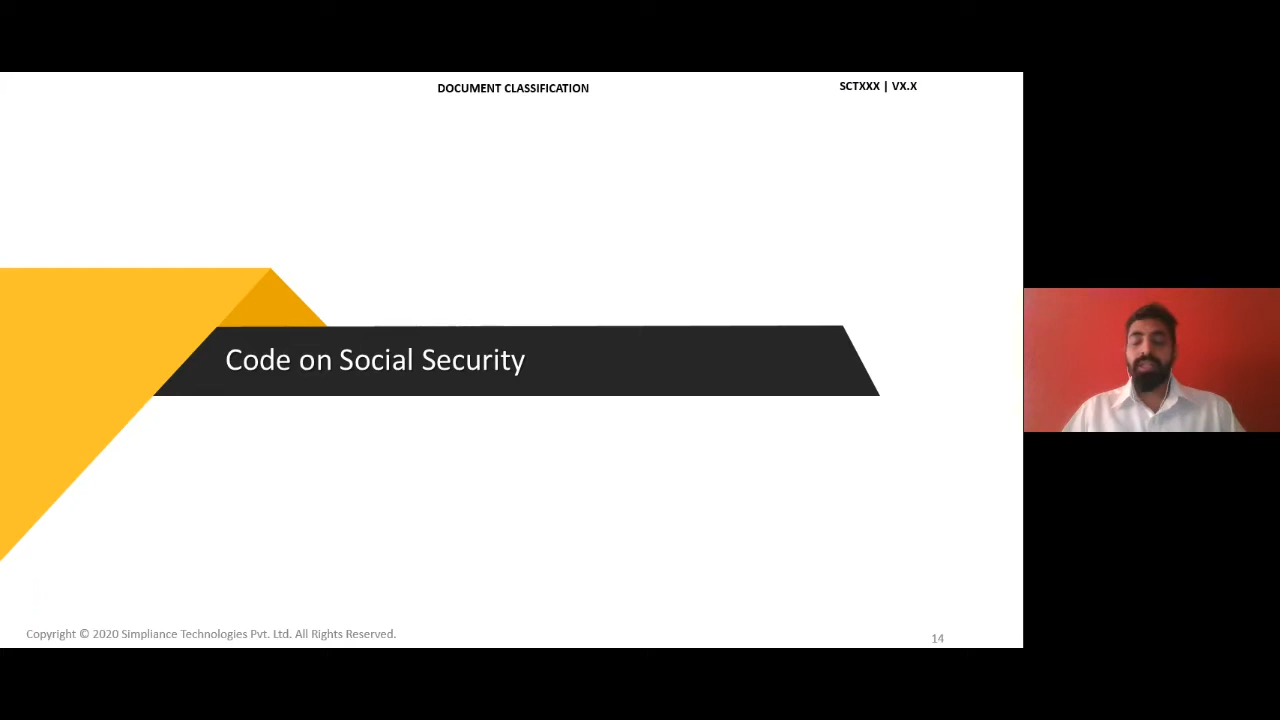 DOCUMENT CLASSIFICATION
SCTXXX | VX.X
Code on Social Security
Copyright © 2020 Simpliance Technologies Pvt. Ltd. All Rights Reserved.
14